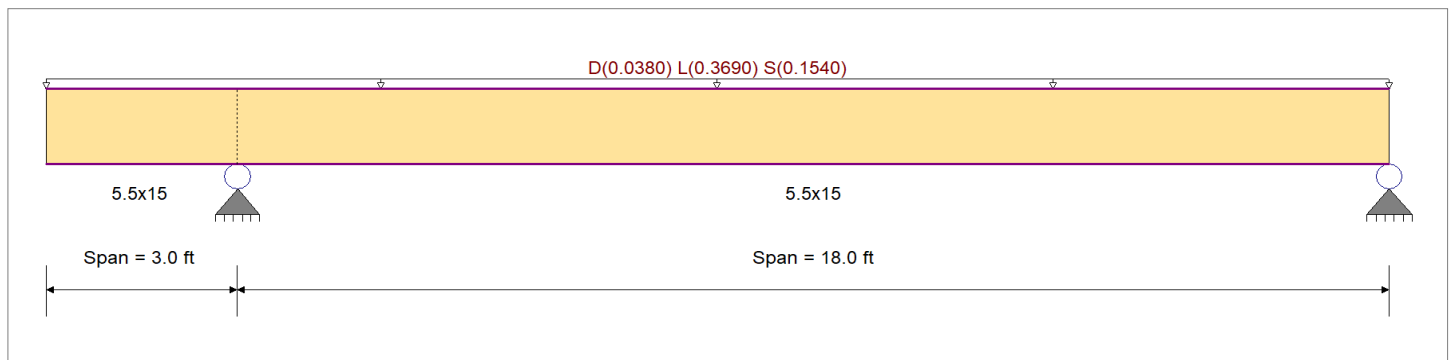 D(0.0380) L(0.3690) S(0.1540)
5.5x15
5.5x15
Span = 3.0 ft
Span = 18.0 ft